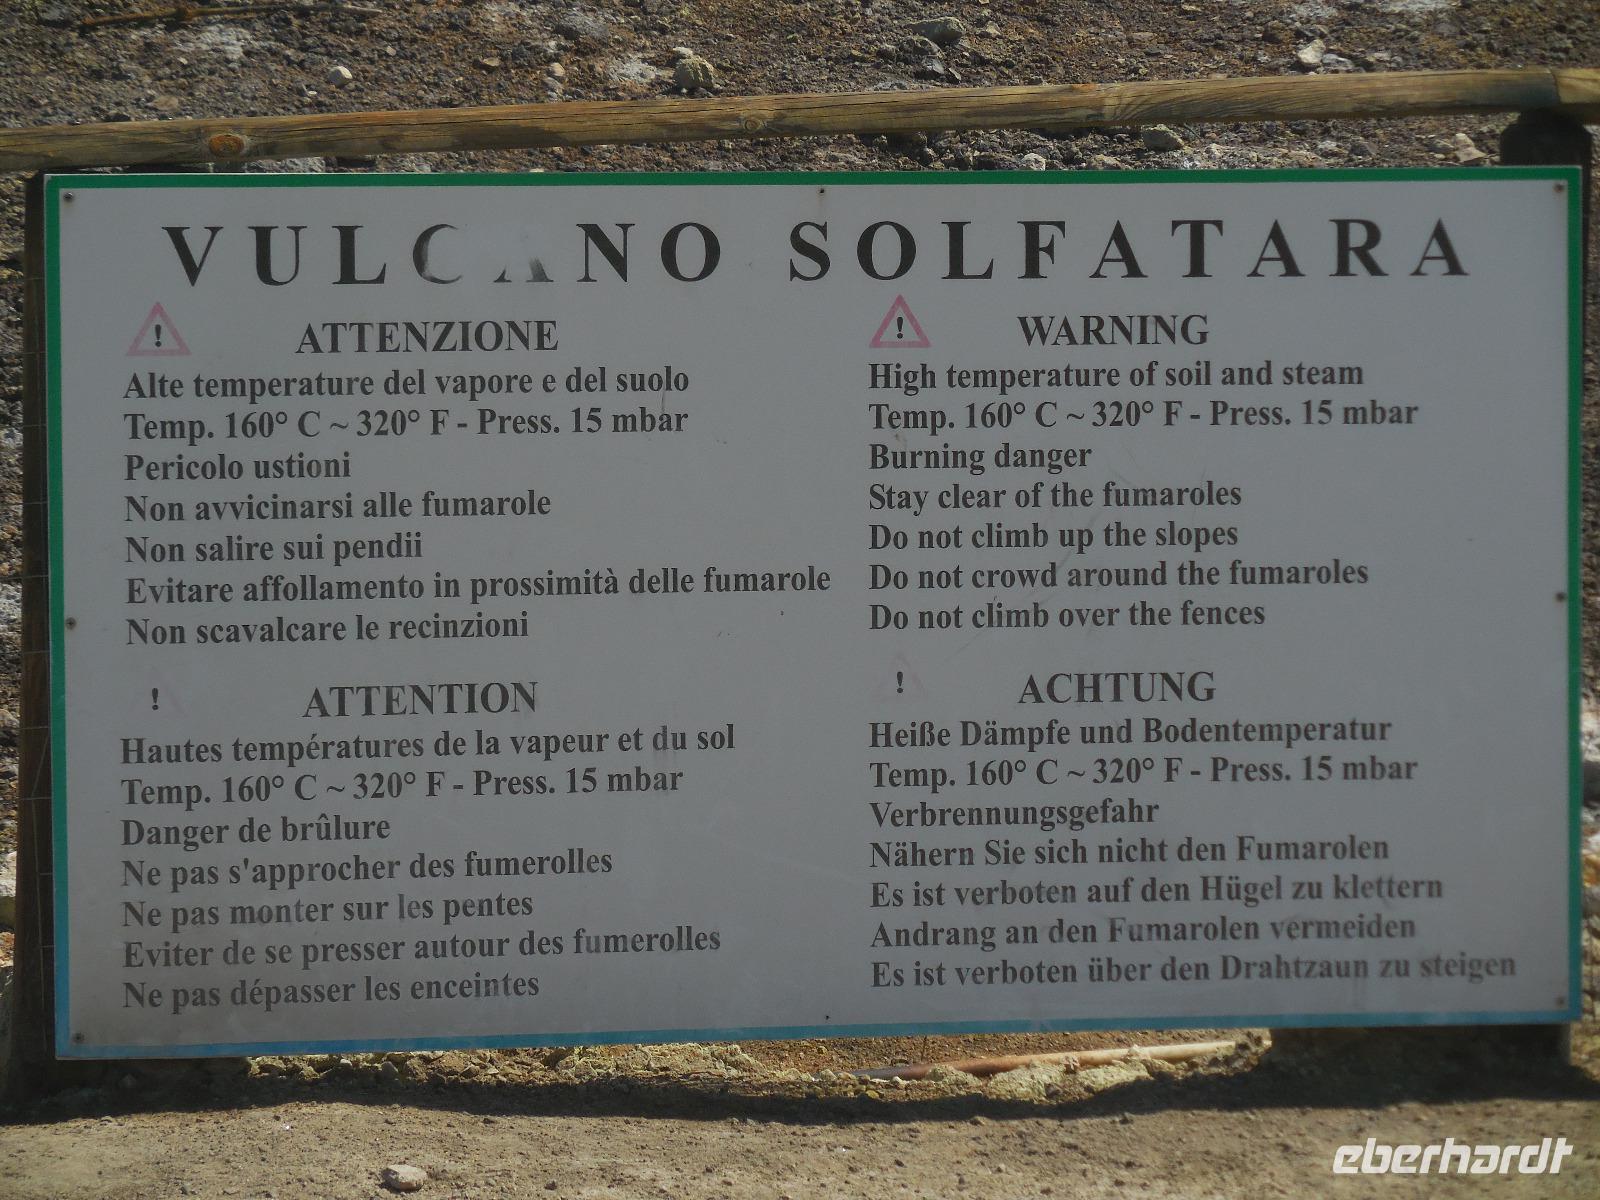 VULCANO SOLFATARA
! ATTENZIONE
Alte temperature del vapore e del suolo
Temp. 160° C ~ 320° F - Press. 15 mbar
Pericolo ustioni
Non avvicinarsi alle fumarole
Non salire sui pendii
Evitare affollamento in prossimità delle fumarole
Non scavalcare le recinzioni
! WARNING
High temperature of soil and steam
Temp. 160° C ~ 320° F - Press. 15 mbar
Burning danger
Stay clear of the fumaroles
Do not climb up the slopes
Do not crowd around the fumaroles
Do not climb over the fences
! ATTENTION
Hautes températures de la vapeur et du sol
Temp. 160° C ~ 320° F - Press. 15 mbar
Danger de brûlure
Ne pas s'approcher des fumerolles
Ne pas monter sur les pentes
Eviter de se presser autour des fumerolles
Ne pas dépasser les enceintes
! ACHTUNG
Heiße Dämpfe und Bodentemperatur
Temp. 160° C ~ 320° F - Press. 15 mbar
Verbrennungsgefahr
Nähern Sie sich nicht den Fumarolen
Es ist verboten auf den Hügel zu klettern
Andrang an den Fumarolen vermeiden
Es ist verboten über den Drahtzaun zu steigen
eberhardt